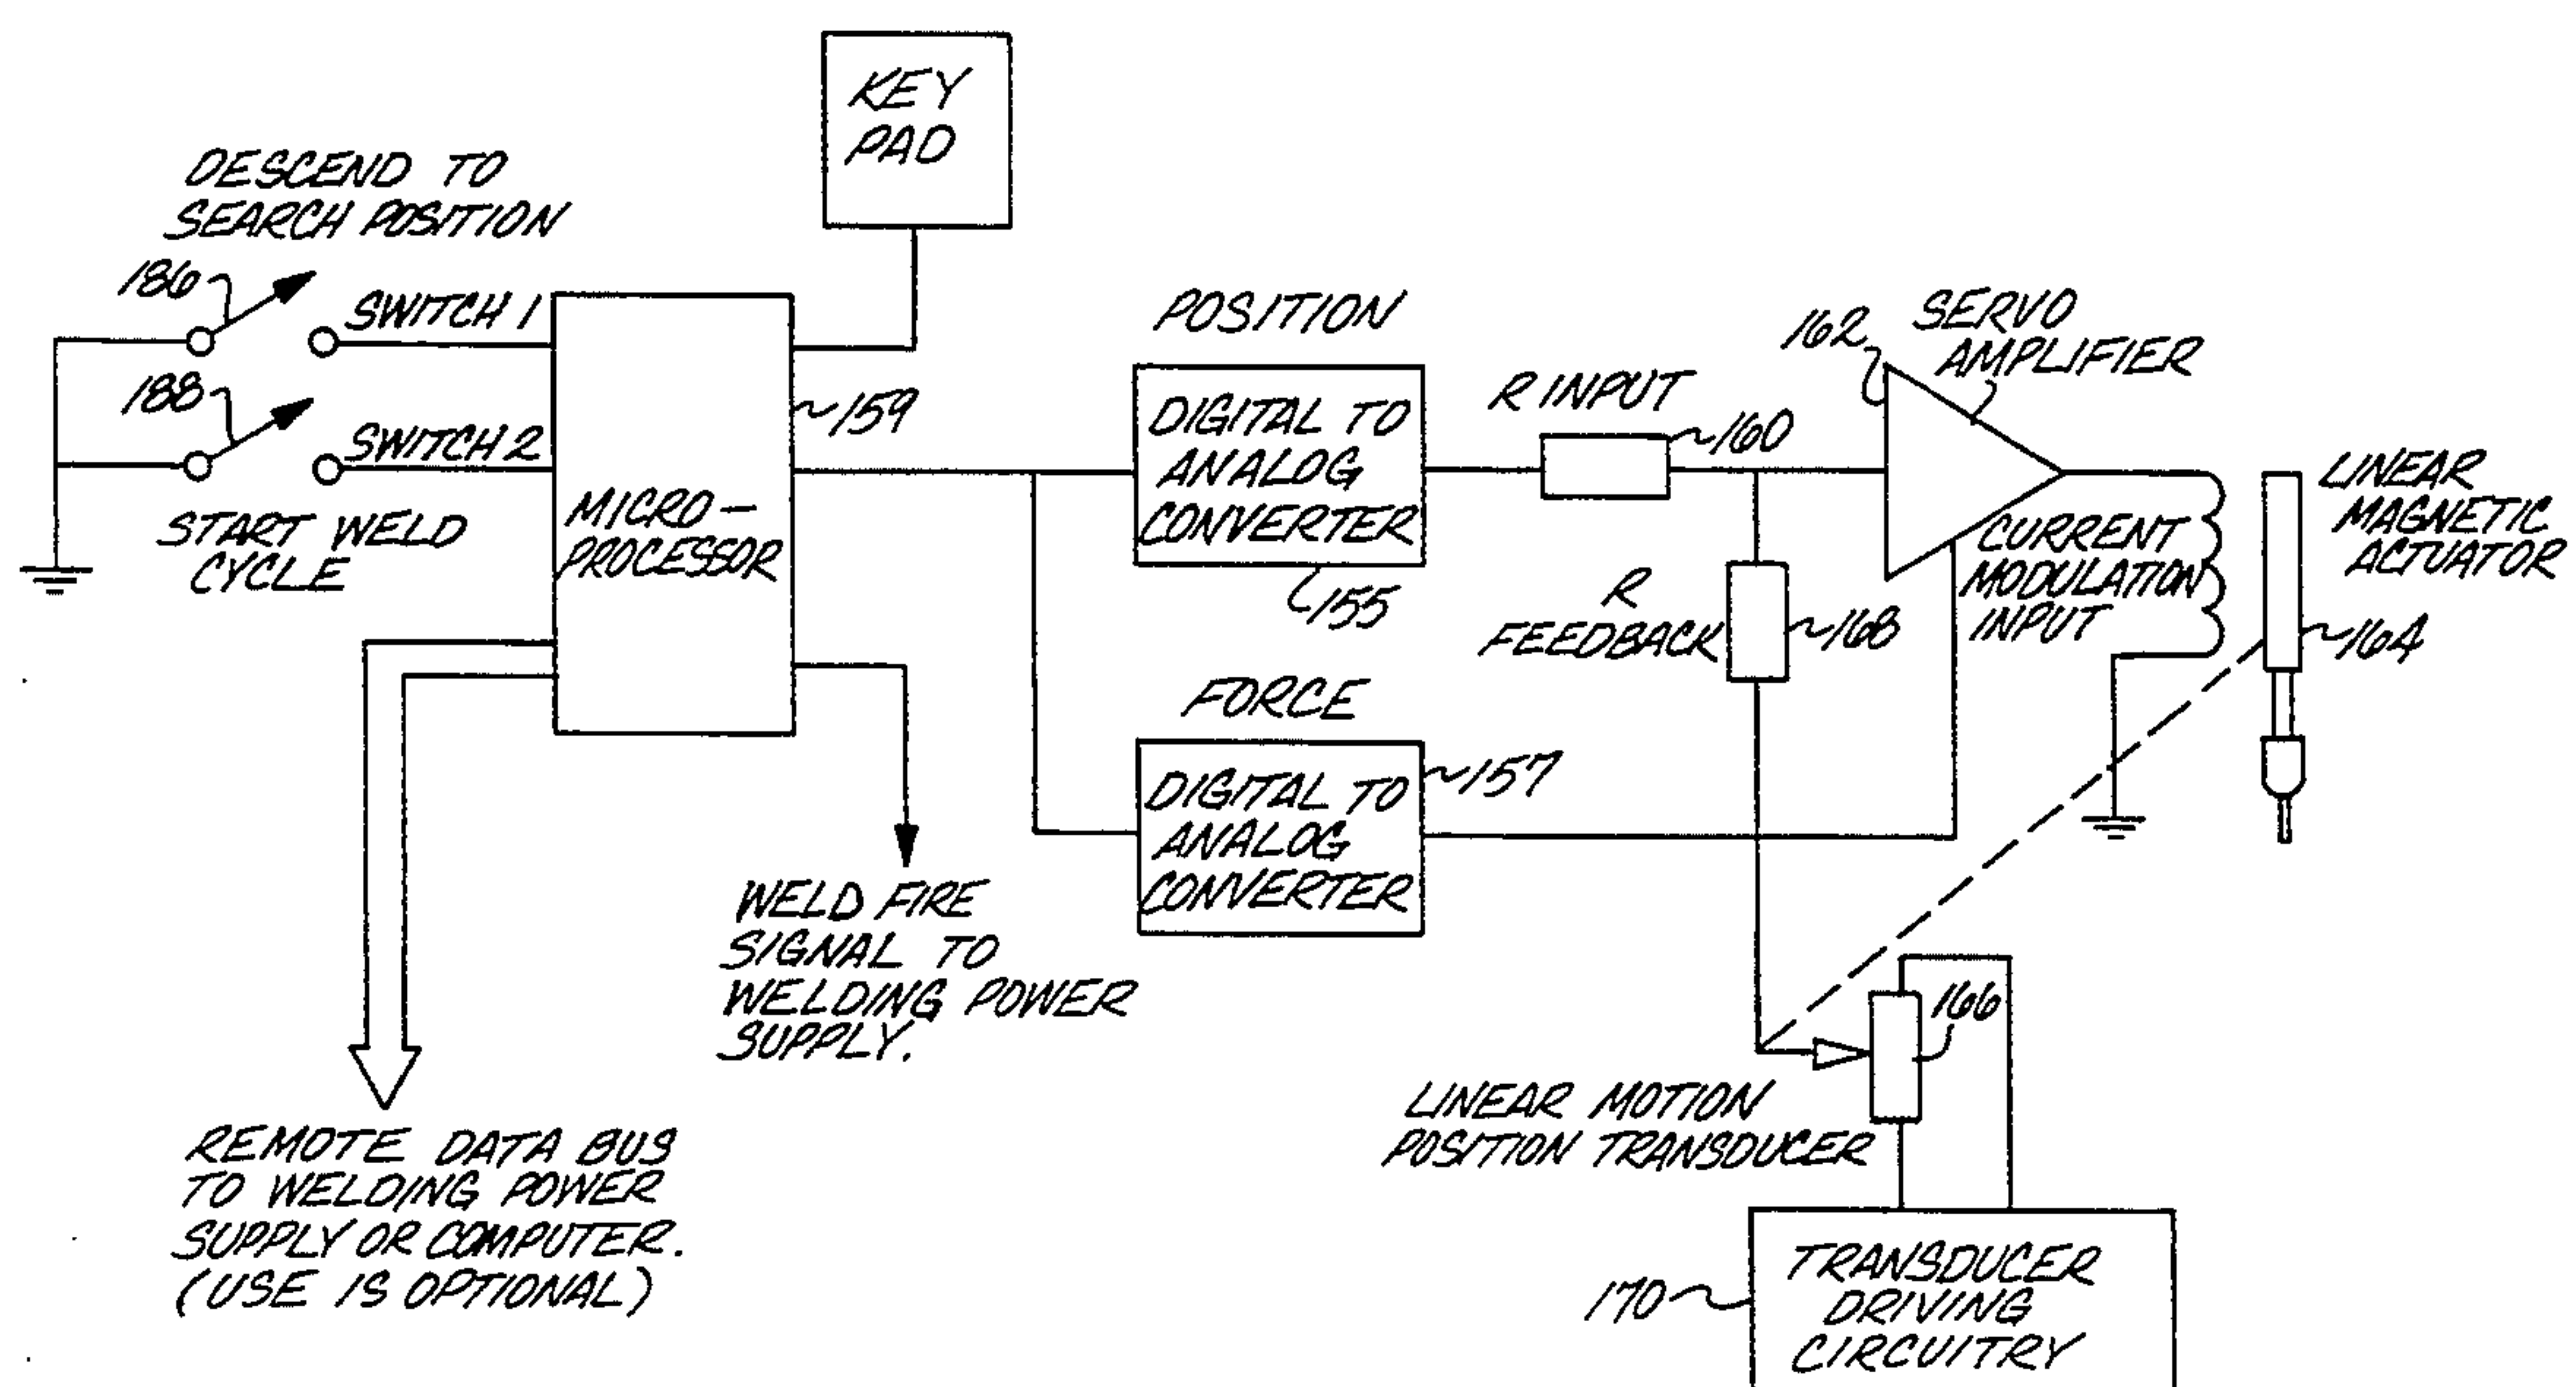 KEY
PAD
DESCEND TO
SEARCH POSITION
186
SWITCH 1
188
SWITCH 2
START WELD
CYCLE
MICRO-
PROCESSOR
159
POSITION
DIGITAL TO
ANALOG
CONVERTER
155
R INPUT
160
162
SERVO
AMPLIFIER
CURRENT
MODULATION
INPUT
LINEAR
MAGNETIC
ACTUATOR
164
R
FEEDBACK
168
FORCE
DIGITAL TO
ANALOG
CONVERTER
157
WELD FIRE
SIGNAL TO
WELDING POWER
SUPPLY.
REMOTE DATA BUS
TO WELDING POWER
SUPPLY OR COMPUTER.
(USE IS OPTIONAL)
166
LINEAR MOTION
POSITION TRANSDUCER
170
TRANSDUCER
DRIVING
CIRCUITRY